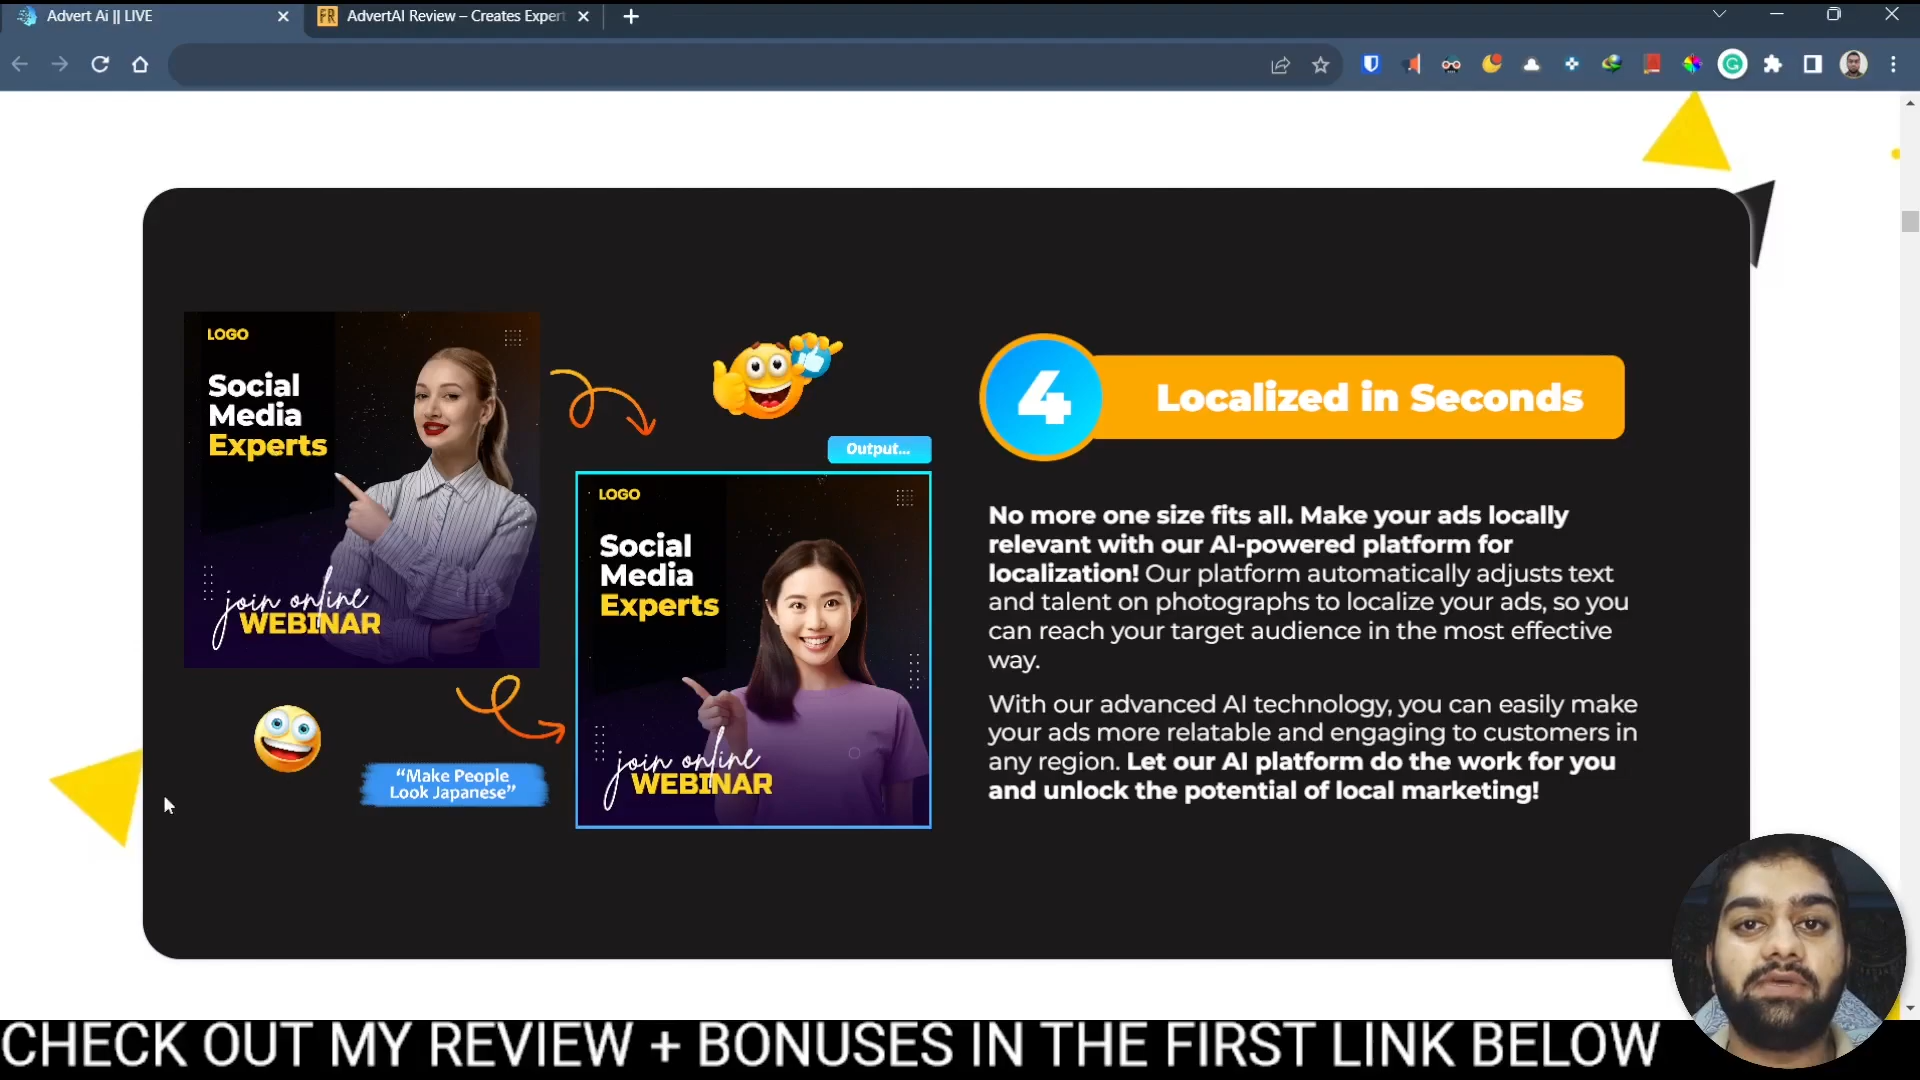 Advert Ai || LIVE
AdvertAI Review – Creates Expert
LOGO
Social
Media
Experts
join online
WEBINAR
Output...
LOGO
Social
Media
Experts
join online
WEBINAR
“Make People
Look Japanese”
4
Localized in Seconds
No more one size fits all. Make your ads locally
relevant with our AI-powered platform for
localization! Our platform automatically adjusts text
and talent on photographs to localize your ads, so you
can reach your target audience in the most effective
way.
With our advanced AI technology, you can easily make
your ads more relatable and engaging to customers in
any region. Let our AI platform do the work for you
and unlock the potential of local marketing!
CHECK OUT MY REVIEW + BONUSES IN THE FIRST LINK BELOW